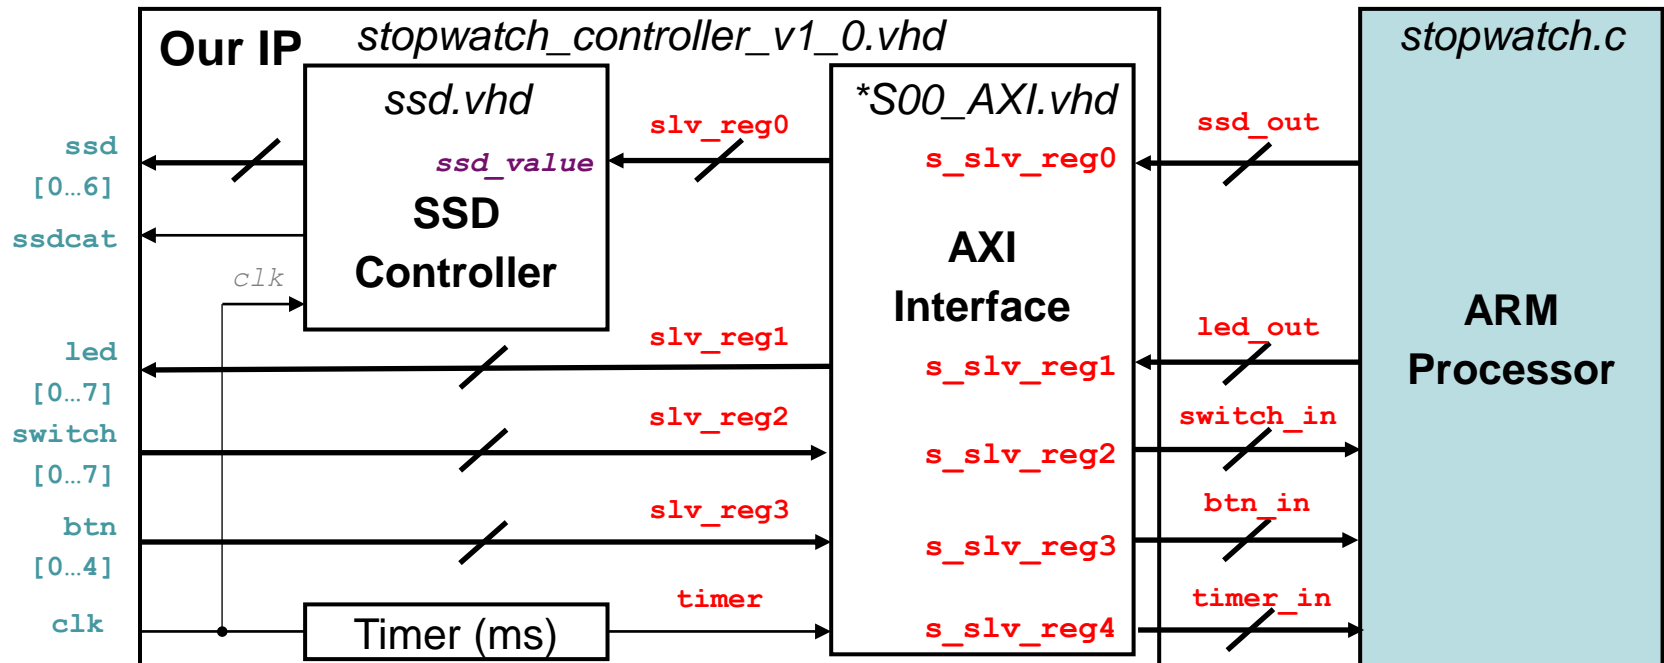 Our IP
stopwatch_controller_v1_0.vhd
stopwatch.c
ssd.vhd
*S00_AXI.vhd
ssd
[0…6]
ssdcat
clk
ssd_value
SSD
Controller
slv_reg0
s_slv_reg0
ssd_out
AXI
Interface
ARM
Processor
led
[0…7]
slv_reg1
s_slv_reg1
led_out
switch
[0…7]
slv_reg2
s_slv_reg2
switch_in
btn
[0…4]
slv_reg3
s_slv_reg3
btn_in
clk
Timer (ms)
timer
s_slv_reg4
timer_in